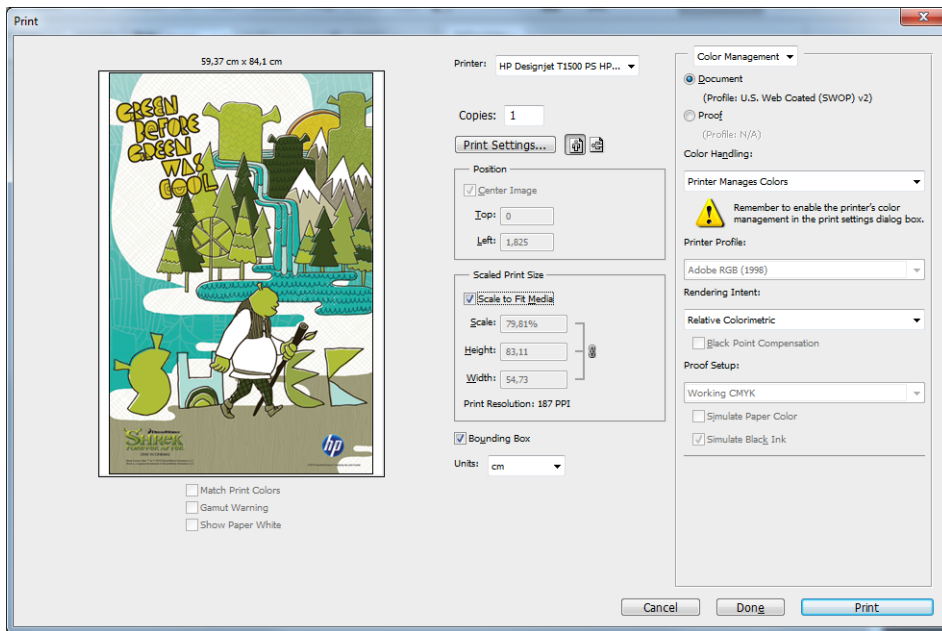 Print
59,37 cm x 84,1 cm
GREEN
BEFORE
GREEN
WAS
COOL
SHREK
SHREK
hp
Match Print Colors
Gamut Warning
Show Paper White
Printer: HP Designjet T1500 PS HP...
Copies: 1
Print Settings...
Position
Center Image
Top: 0
Left: 1,825
Scaled Print Size
Scale to Fit Media
Scale: 79,81%
Height: 83,11
Width: 54,73
Print Resolution: 187 PPI
Bounding Box
Units: cm
Color Management
Document
(Profile: U.S. Web Coated (SWOP) v2)
Proof
(Profile: N/A)
Color Handling:
Printer Manages Colors
Remember to enable the printer's color
management in the print settings dialog box.
Printer Profile:
Adobe RGB (1998)
Rendering Intent:
Relative Colorimetric
Black Point Compensation
Proof Setup:
Working CMYK
Simulate Paper Color
Simulate Black Ink
Cancel
Done
Print